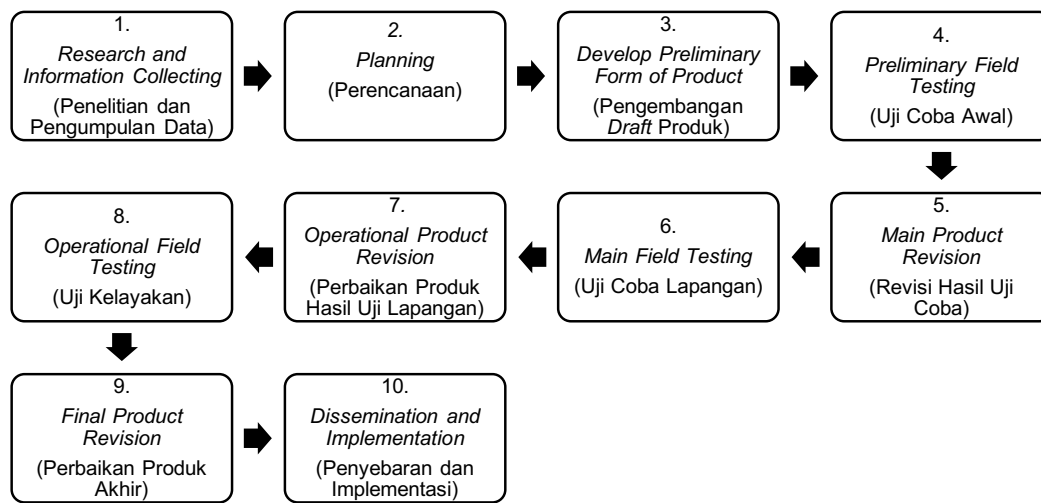 1.
Research and
Information Collecting
(Penelitian dan
Pengumpulan Data)
2.
Planning
(Perencanaan)
3.
Develop Preliminary
Form of Product
(Pengembangan
Draft Produk)
4.
Preliminary Field
Testing
(Uji Coba Awal)
5.
Main Product
Revision
(Revisi Hasil Uji
Coba)
6.
Main Field Testing
(Uji Coba Lapangan)
7.
Operational Product
Revision
(Perbaikan Produk
Hasil Uji Lapangan)
8.
Operational Field
Testing
(Uji Kelayakan)
9.
Final Product
Revision
(Perbaikan Produk
Akhir)
10.
Dissemination and
Implementation
(Penyebaran dan
Implementasi)